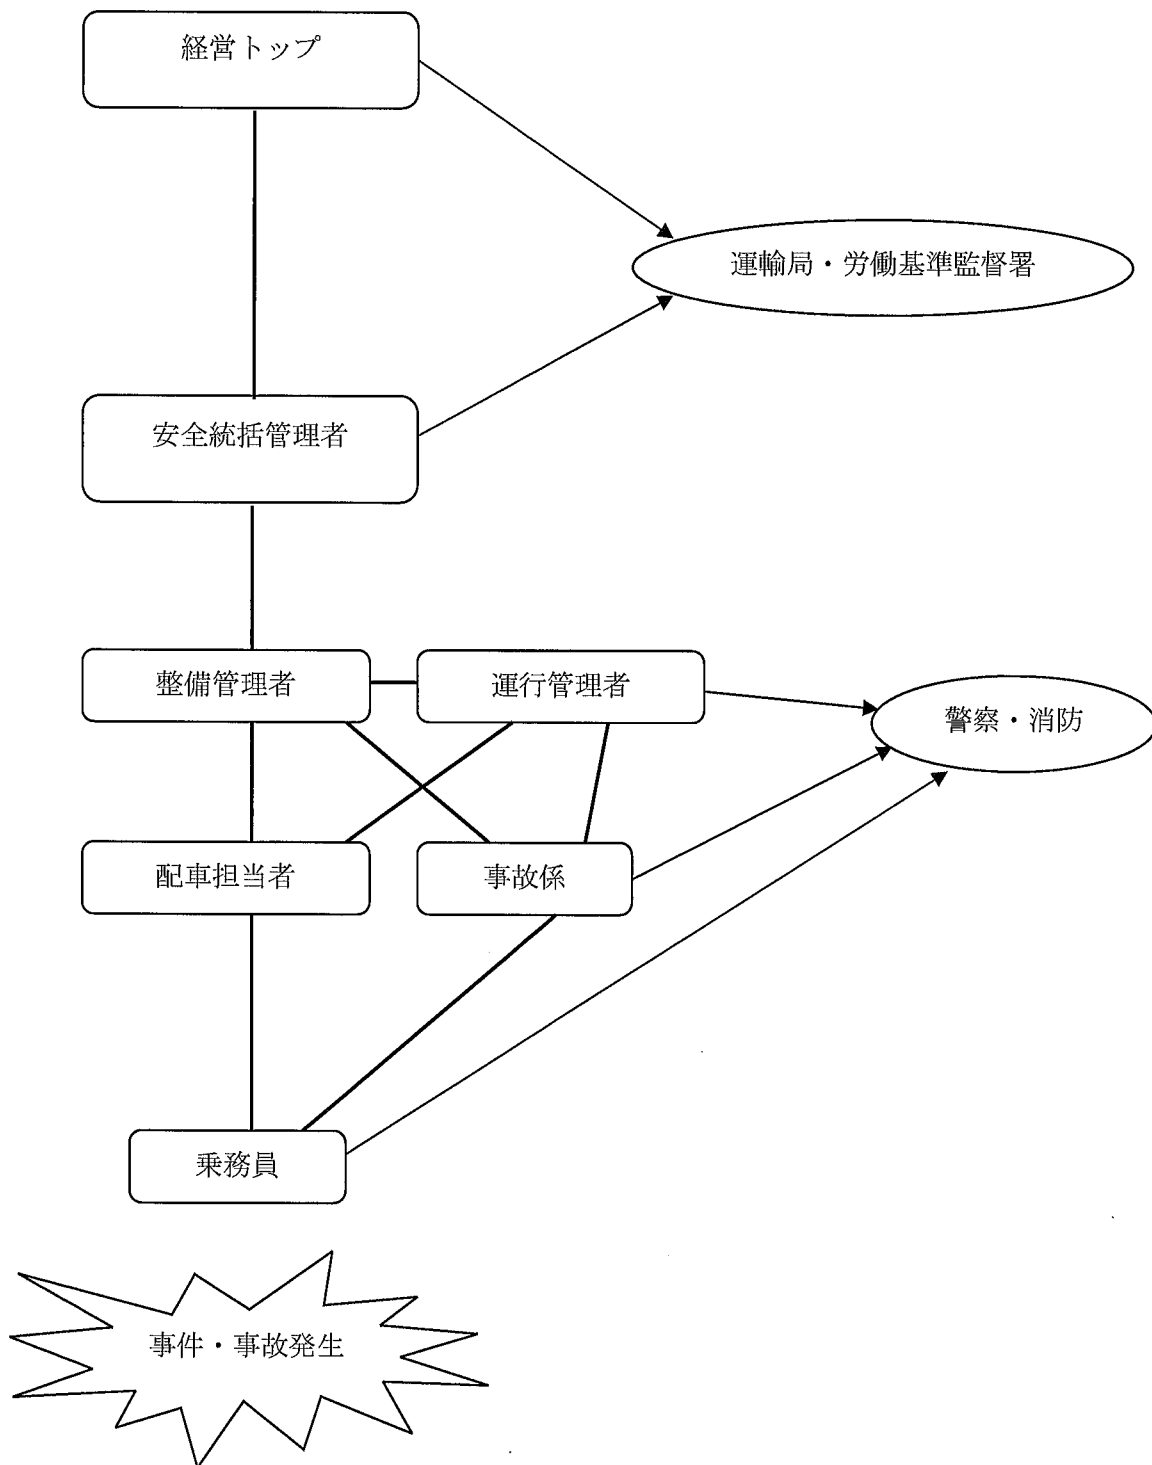 経営トップ
運輸局・労働基準監督署
安全統括管理者
整備管理者
運行管理者
警察・消防
配車担当者
事故係
乗務員
事件・事故発生